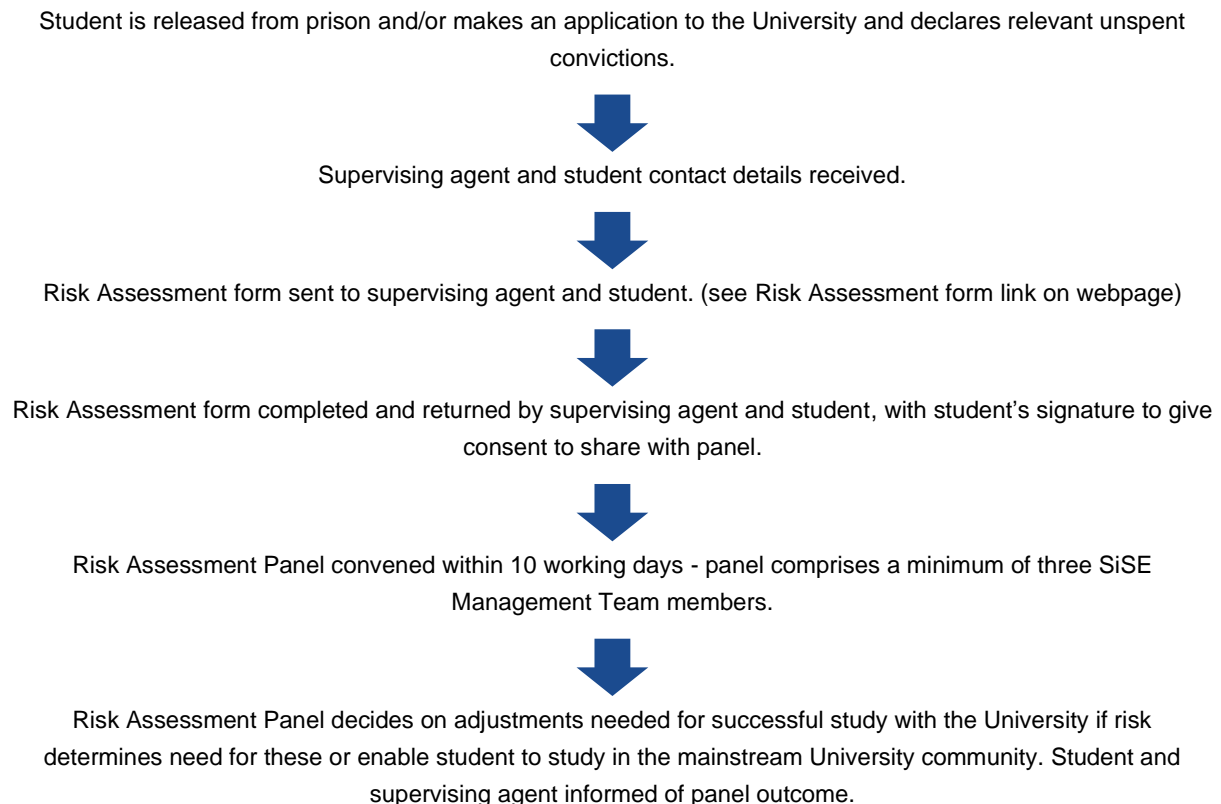 Student is released from prison and/or makes an application to the University and declares relevant unspent
convictions.
Supervising agent and student contact details received.
Risk Assessment form sent to supervising agent and student. (see Risk Assessment form link on webpage)
Risk Assessment form completed and returned by supervising agent and student, with student's signature to give
consent to share with panel.
Risk Assessment Panel convened within 10 working days - panel comprises a minimum of three SiSE
Management Team members.
Risk Assessment Panel decides on adjustments needed for successful study with the University if risk
determines need for these or enable student to study in the mainstream University community. Student and
supervising agent informed of panel outcome.